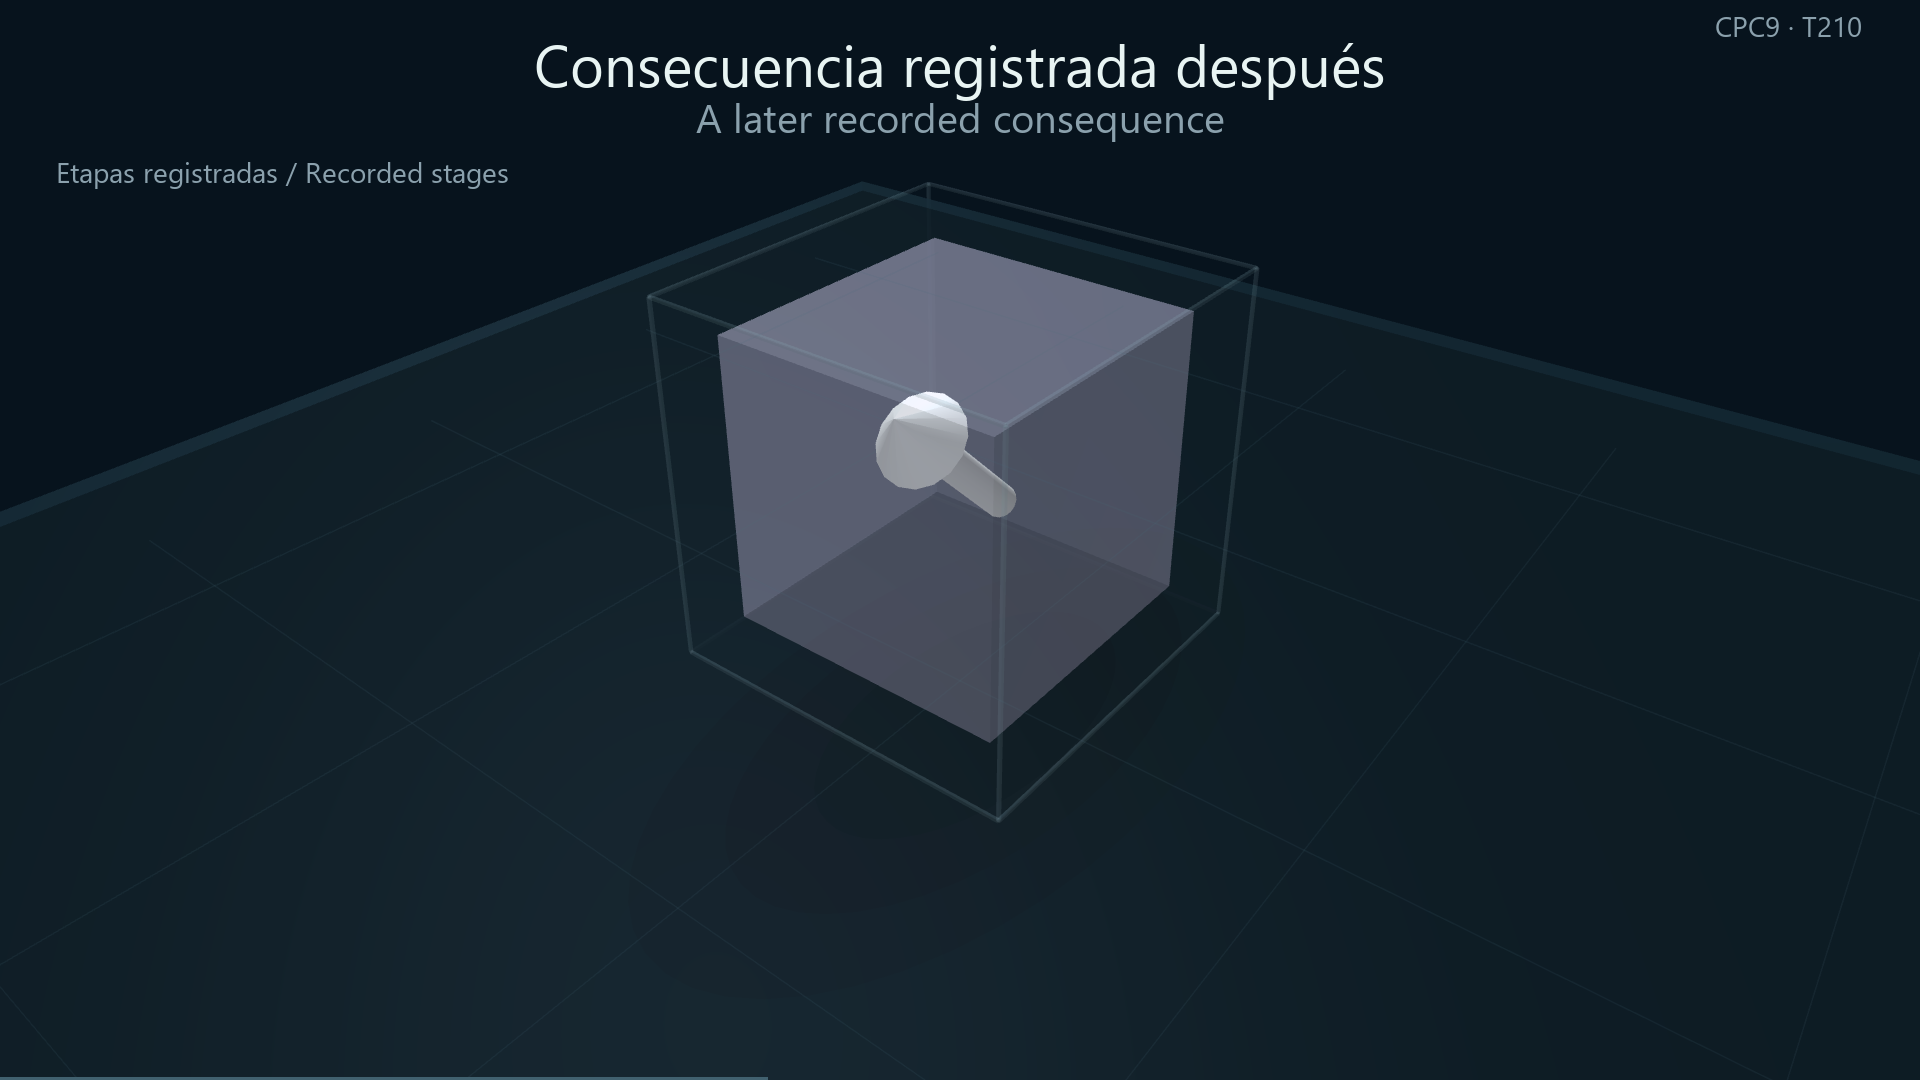 CPC9 · T210
Consecuencia registrada después
A later recorded consequence
Etapas registradas / Recorded stages